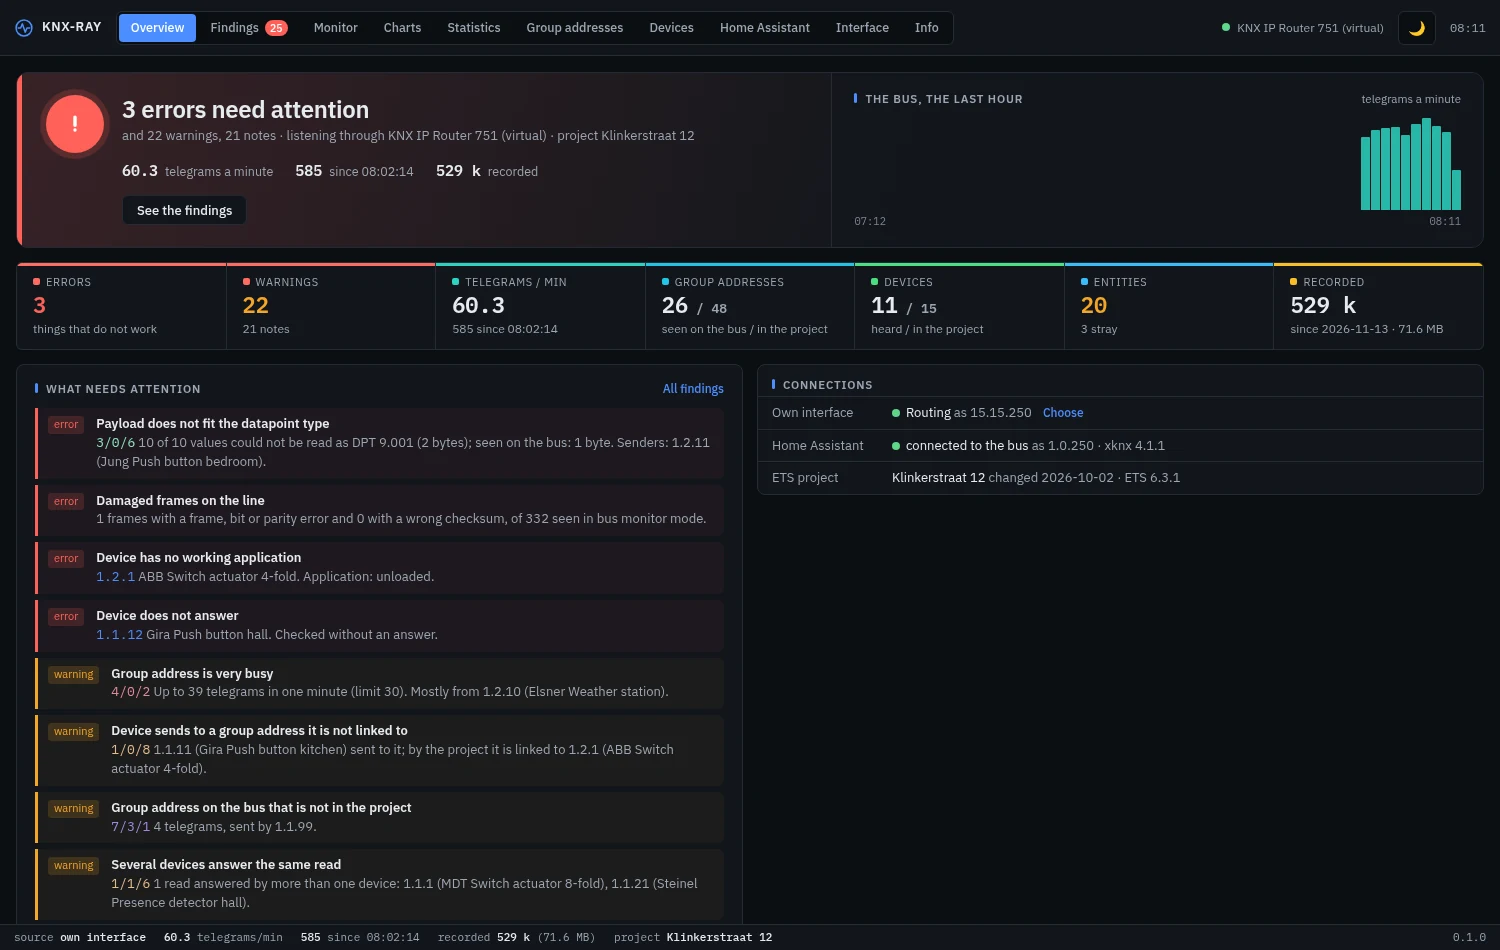 KNX-RAY
Overview
Findings 25
Monitor
Charts
Statistics
Group addresses
Devices
Home Assistant
Interface
Info
KNX IP Router 751 (virtual)
08:11
!
3 errors need attention
and 22 warnings, 21 notes · listening through KNX IP Router 751 (virtual) · project Klinkerstraat 12
60.3 telegrams a minute 585 since 08:02:14 529 k recorded
See the findings
THE BUS, THE LAST HOUR
telegrams a minute
07:12
08:11
ERRORS
3
things that do not work
WARNINGS
22
21 notes
TELEGRAMS / MIN
60.3
585 since 08:02:14
GROUP ADDRESSES
26 / 48
seen on the bus / in the project
DEVICES
11 / 15
heard / in the project
ENTITIES
20
3 stray
RECORDED
529 k
since 2026-11-13 · 71.6 MB
WHAT NEEDS ATTENTION
All findings
error
Payload does not fit the datapoint type
3/0/6 10 of 10 values could not be read as DPT 9.001 (2 bytes); seen on the bus: 1 byte. Senders: 1.2.11
(Jung Push button bedroom).
error
Damaged frames on the line
1 frames with a frame, bit or parity error and 0 with a wrong checksum, of 332 seen in bus monitor mode.
error
Device has no working application
1.2.1 ABB Switch actuator 4-fold. Application: unloaded.
error
Device does not answer
1.1.12 Gira Push button hall. Checked without an answer.
warning
Group address is very busy
4/0/2 Up to 39 telegrams in one minute (limit 30). Mostly from 1.2.10 (Elsner Weather station).
warning
Device sends to a group address it is not linked to
1/0/8 1.1.11 (Gira Push button kitchen) sent to it; by the project it is linked to 1.2.1 (ABB Switch
actuator 4-fold).
warning
Group address on the bus that is not in the project
7/3/1 4 telegrams, sent by 1.1.99.
warning
Several devices answer the same read
1/1/6 1 read answered by more than one device: 1.1.1 (MDT Switch actuator 8-fold), 1.1.21 (Steinel
Presence detector hall).
CONNECTIONS
Own interface Routing as 15.15.250 Choose
Home Assistant connected to the bus as 1.0.250 · xknx 4.1.1
ETS project Klinkerstraat 12 changed 2026-10-02 · ETS 6.3.1
source own interface 60.3 telegrams/min 585 since 08:02:14 recorded 529 k (71.6 MB) project Klinkerstraat 12
0.1.0